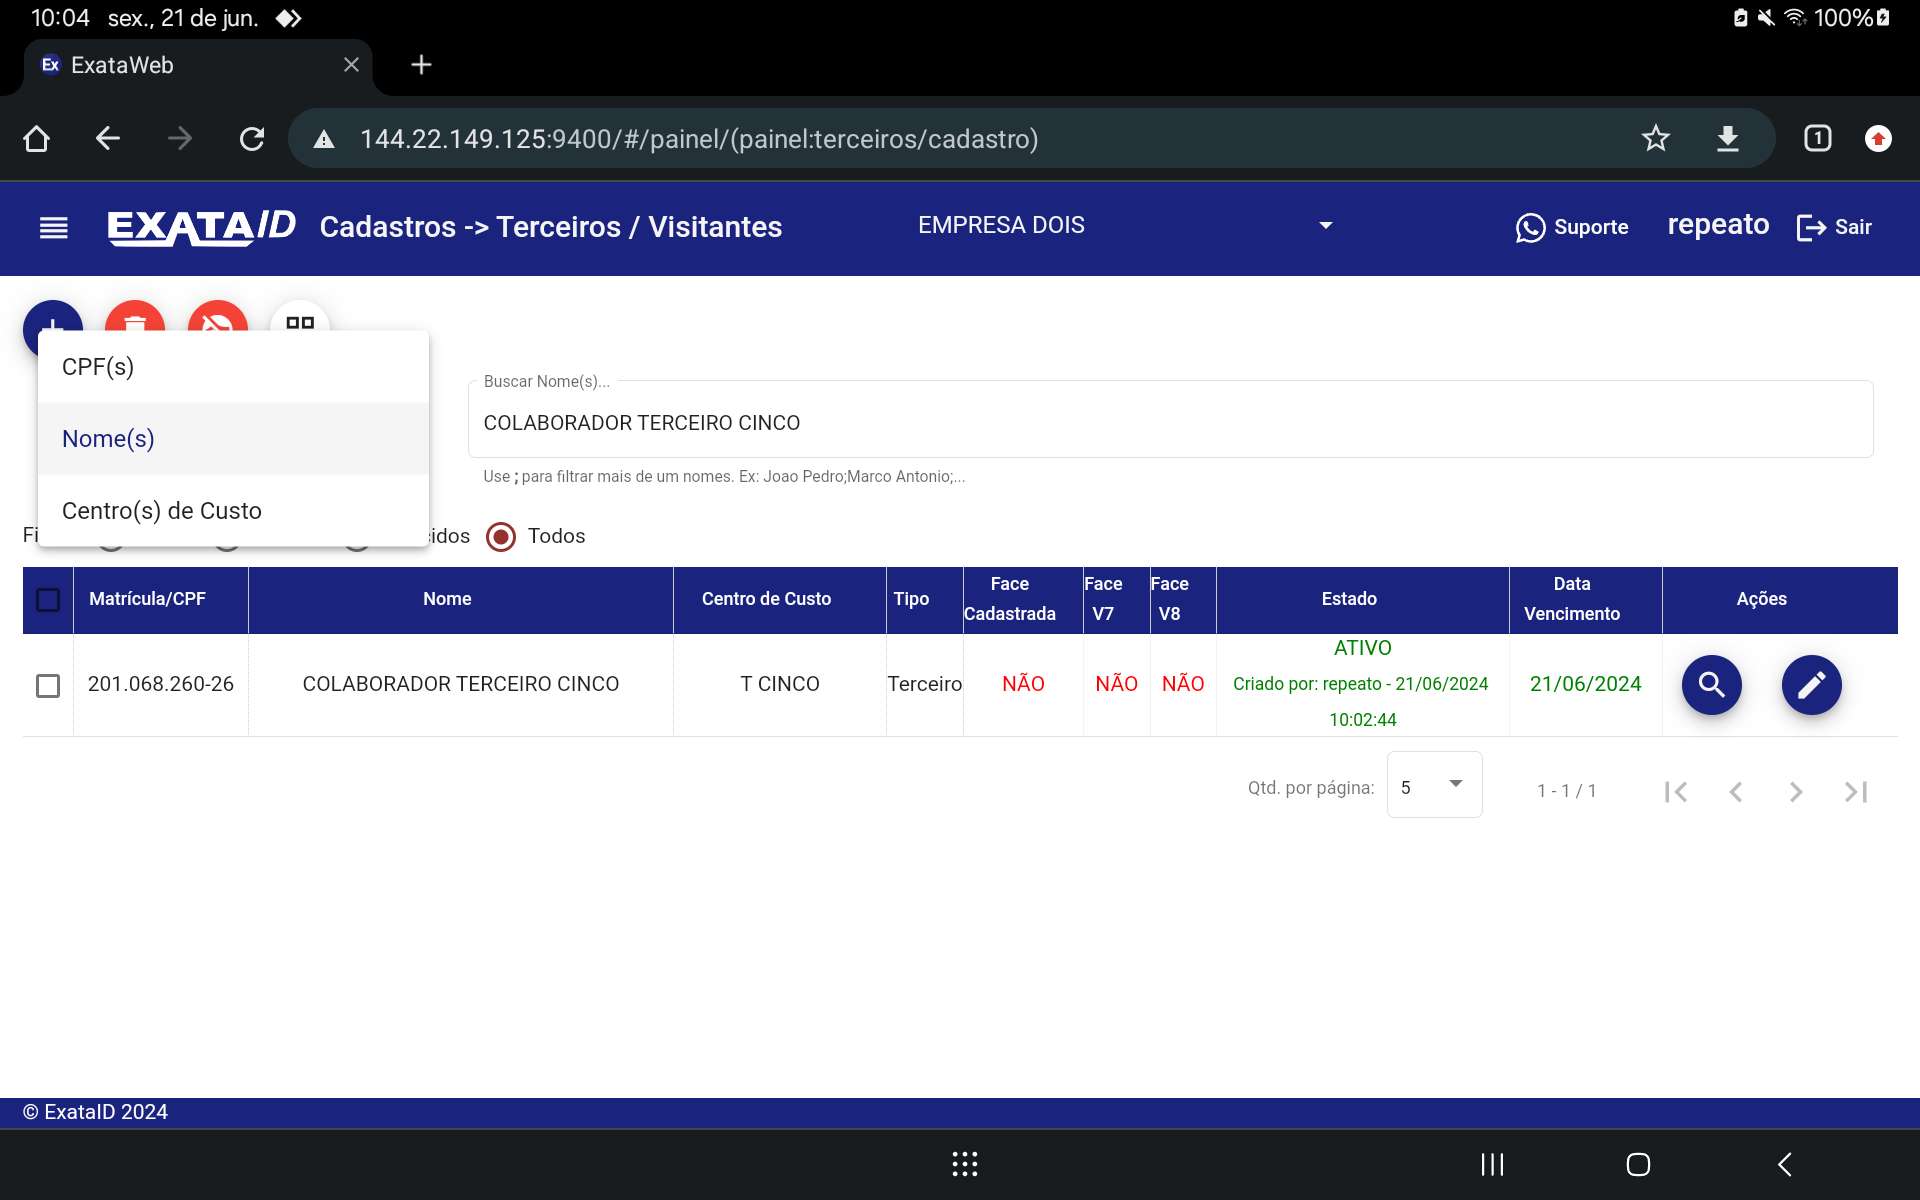 10:04 sex., 21 de jun. 100%
Ex ExataWeb
144.22.149.125:9400/#/painel/(painel:terceiros/cadastro) 1
EXATAID Cadastros -> Terceiros / Visitantes EMPRESA DOIS Suporte repeato Sair
CPF(s)
Nome(s)
Centro(s) de Custo
Buscar Nome(s)...
COLABORADOR TERCEIRO CINCO
Use ; para filtrar mais de um nomes. Ex: Joao Pedro;Marco Antonio;...
Fi cidos Todos
Matrícula/CPF Nome Centro de Custo Tipo Face Cadastrada Face V7 Face V8 Estado Data Vencimento Ações
201.068.260-26 COLABORADOR TERCEIRO CINCO T CINCO Terceiro NÃO NÃO NÃO ATIVO Criado por: repeato - 21/06/2024 10:02:44 21/06/2024
Qtd. por página: 5 1 - 1 / 1
© ExataID 2024